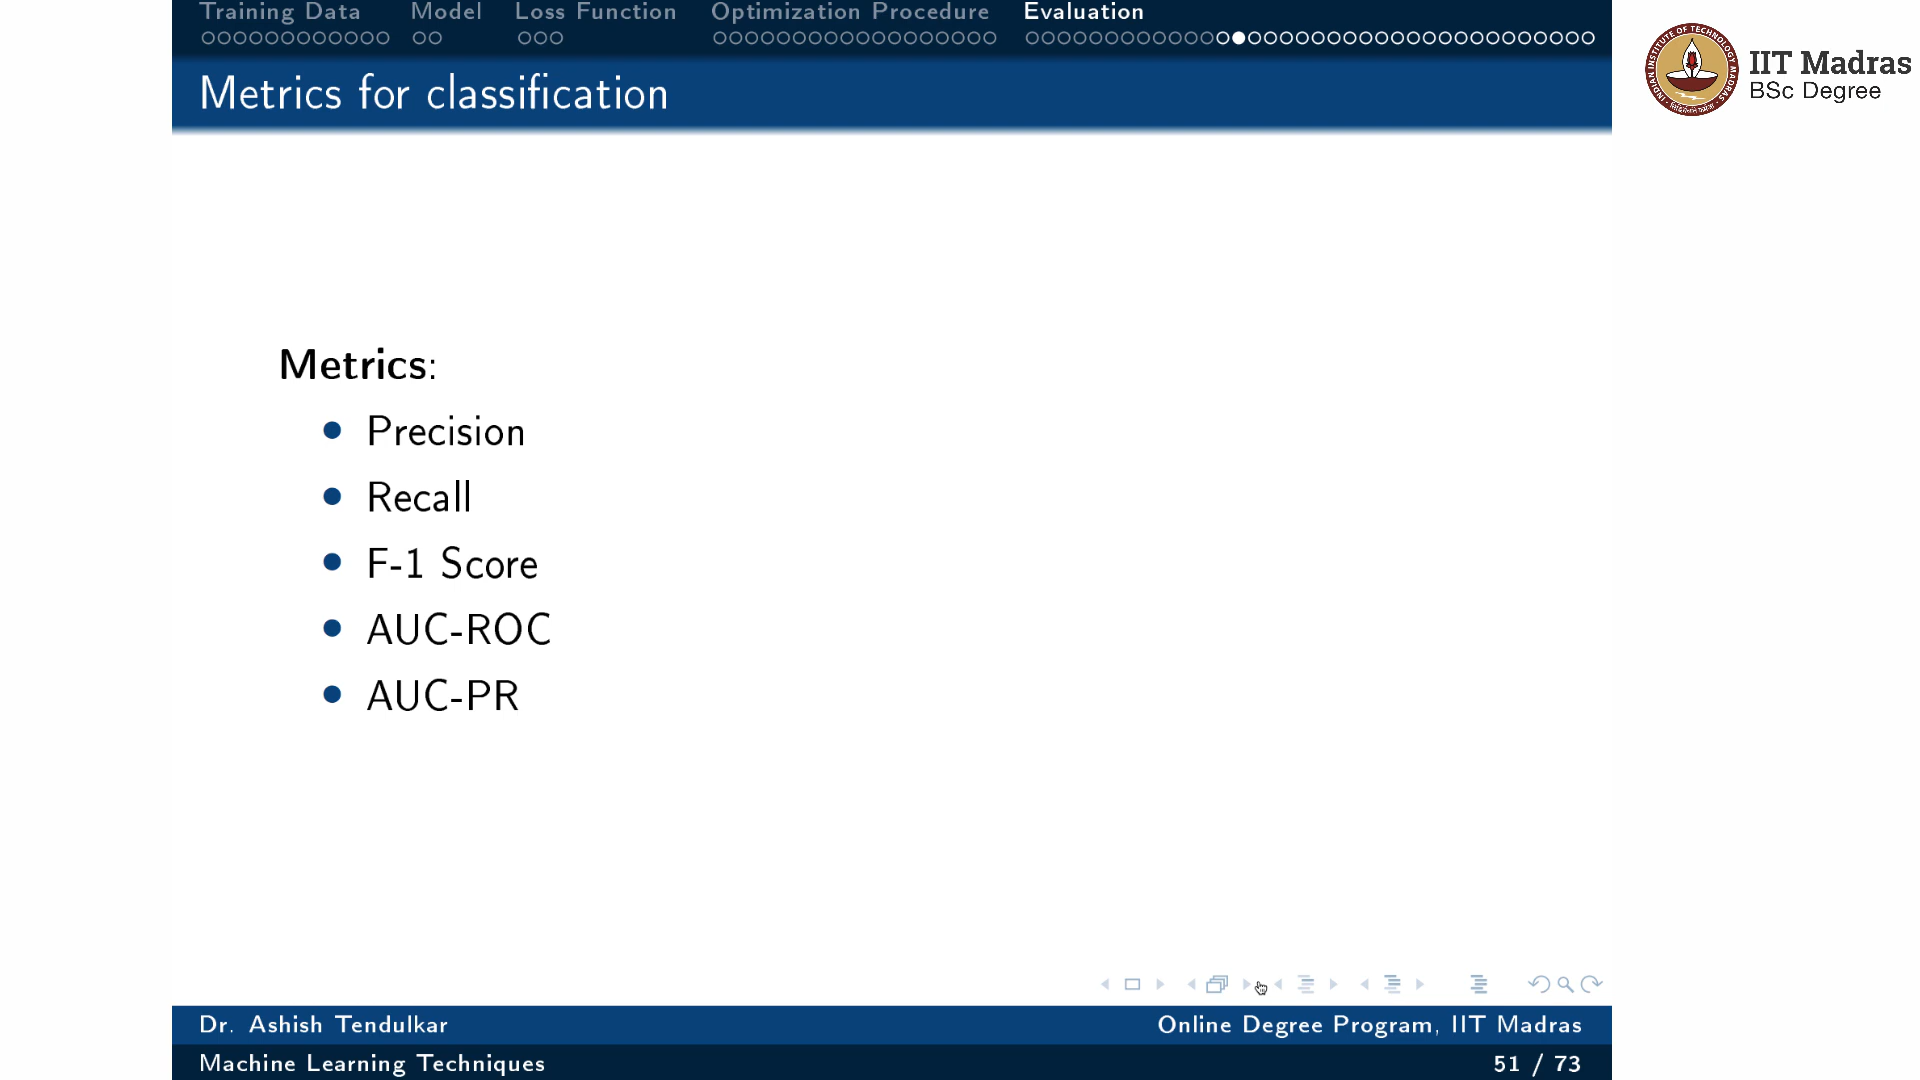 Training Data Model Loss Function Optimization Procedure Evaluation
IIT Madras
BSc Degree
Metrics for classification
Metrics:
Precision
Recall
F-1 Score
AUC-ROC
AUC-PR
Dr. Ashish Tendulkar Online Degree Program, IIT Madras
Machine Learning Techniques 51 / 73